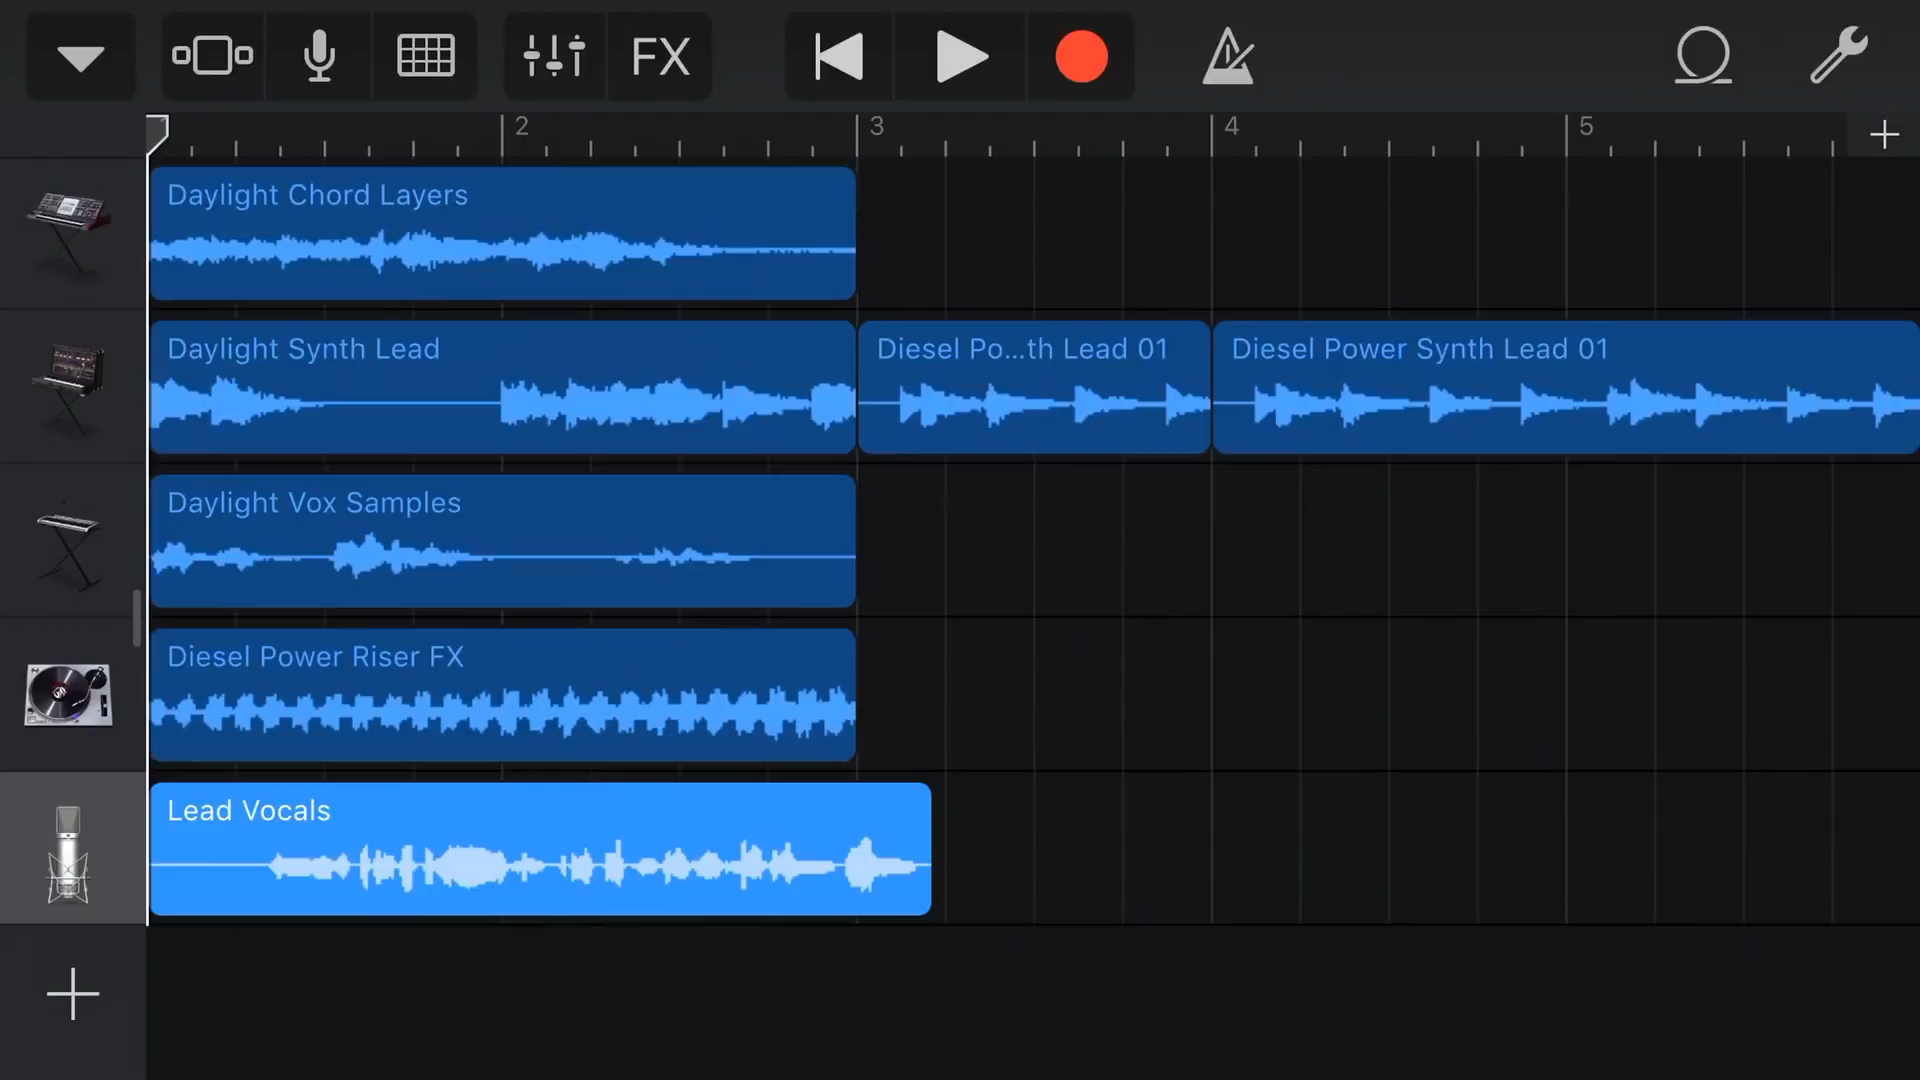 FX
2
3
4
5
Daylight Chord Layers
Daylight Synth Lead
Diesel Po...th Lead 01
Diesel Power Synth Lead 01
Daylight Vox Samples
Diesel Power Riser FX
Lead Vocals